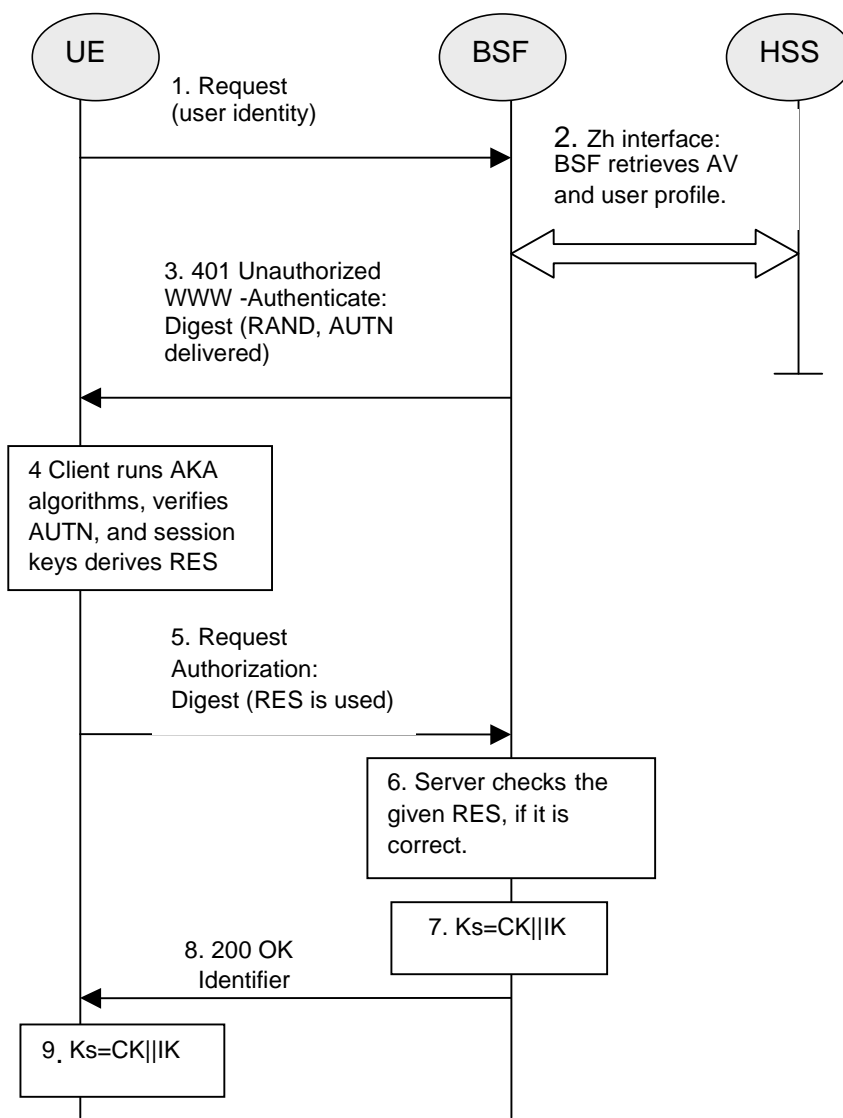 UE
BSF
HSS
1. Request
(user identity)
2. Zh interface:
BSF retrieves AV
and user profile.
3. 401 Unauthorized
WWW -Authenticate:
Digest (RAND, AUTN
delivered)
4 Client runs AKA
algorithms, verifies
AUTN, and session
keys derives RES
5. Request
Authorization:
Digest (RES is used)
6. Server checks the
given RES, if it is
correct.
7. Ks=CK||IK
8. 200 OK
Identifier
9. Ks=CK||IK